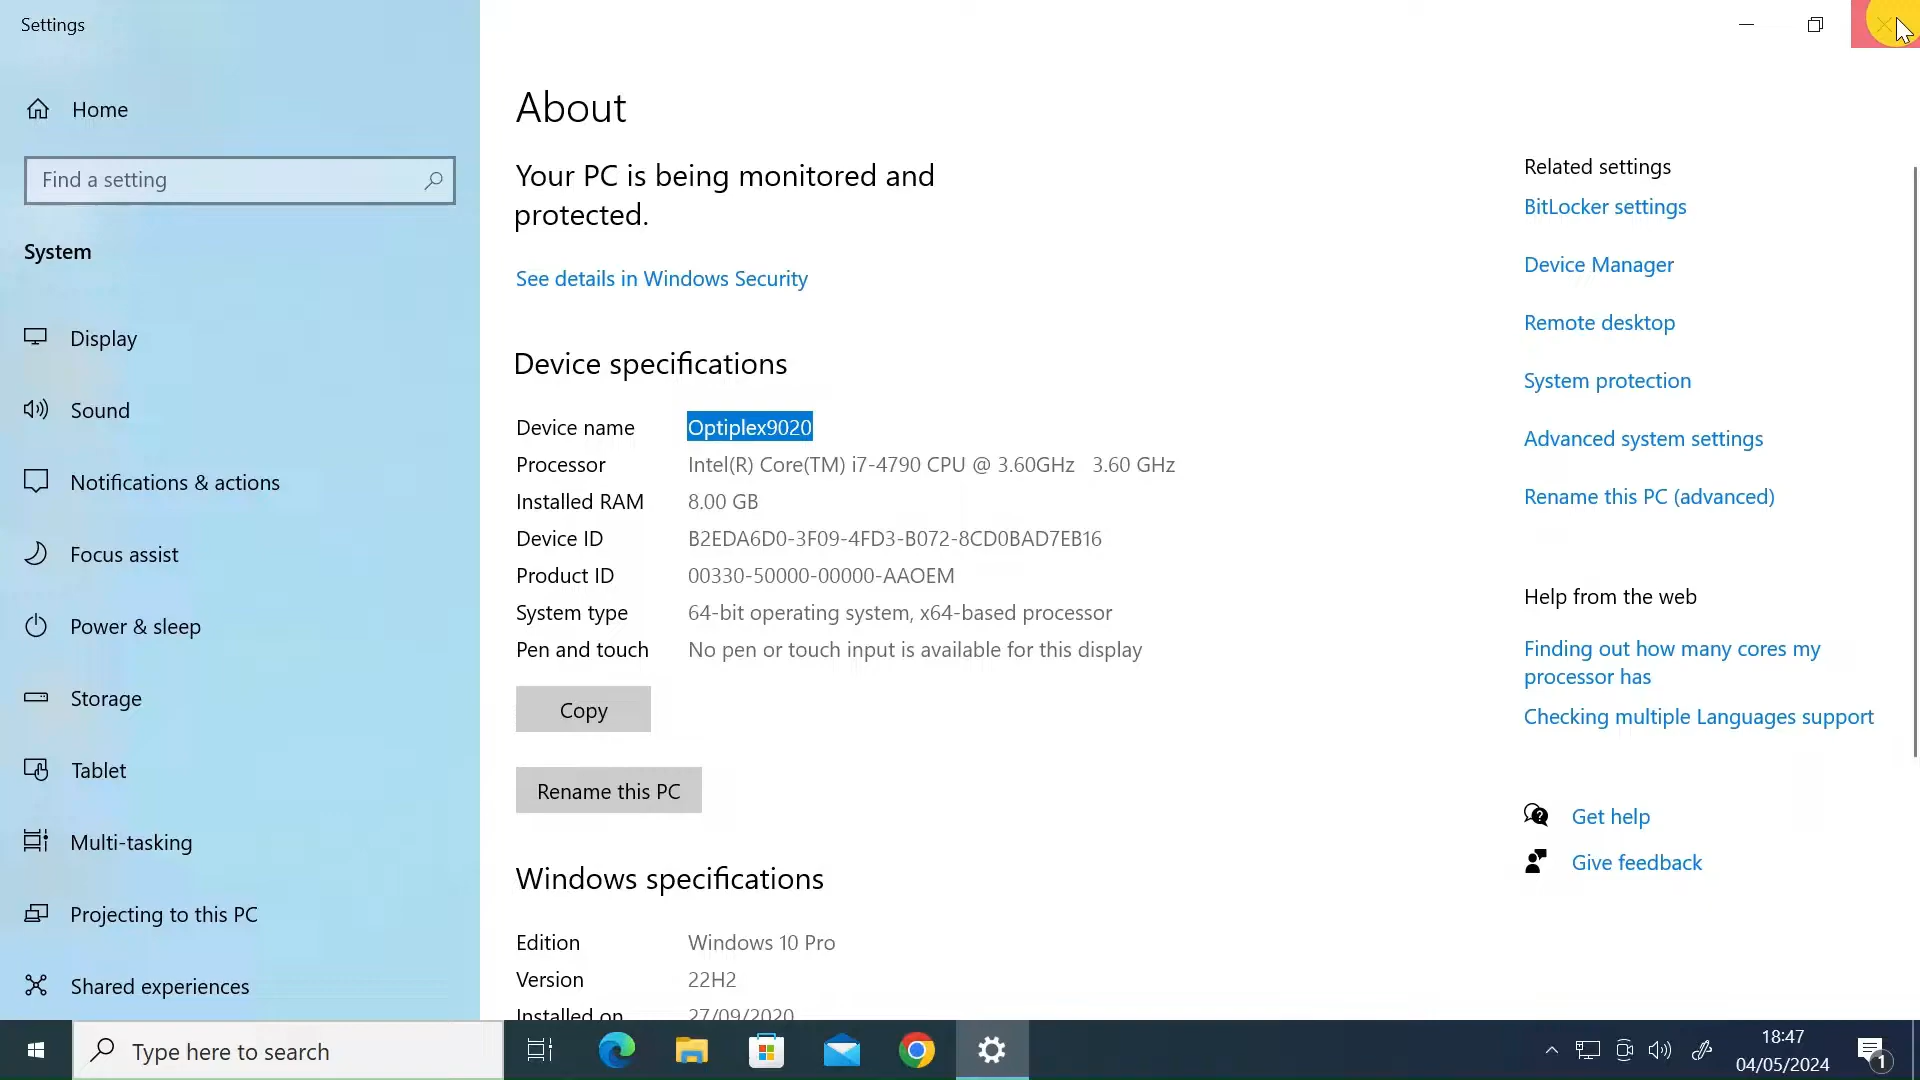 Settings
Home
Find a setting
System
Display
Sound
Notifications & actions
Focus assist
Power & sleep
Storage
Tablet
Multi-tasking
Projecting to this PC
Shared experiences
About
Your PC is being monitored and
protected.
See details in Windows Security
Device specifications
Device name Optiplex9020
Processor Intel(R) Core(TM) i7-4790 CPU @ 3.60GHz 3.60 GHz
Installed RAM 8.00 GB
Device ID B2EDA6D0-3F09-4FD3-B072-8CD0BAD7EB16
Product ID 00330-50000-00000-AAOEM
System type 64-bit operating system, x64-based processor
Pen and touch No pen or touch input is available for this display
Copy
Rename this PC
Windows specifications
Edition Windows 10 Pro
Version 22H2
Installed on 27/09/2020
Related settings
BitLocker settings
Device Manager
Remote desktop
System protection
Advanced system settings
Rename this PC (advanced)
Help from the web
Finding out how many cores my
processor has
Checking multiple Languages support
Get help
Give feedback
Type here to search
18:47
04/05/2024
1